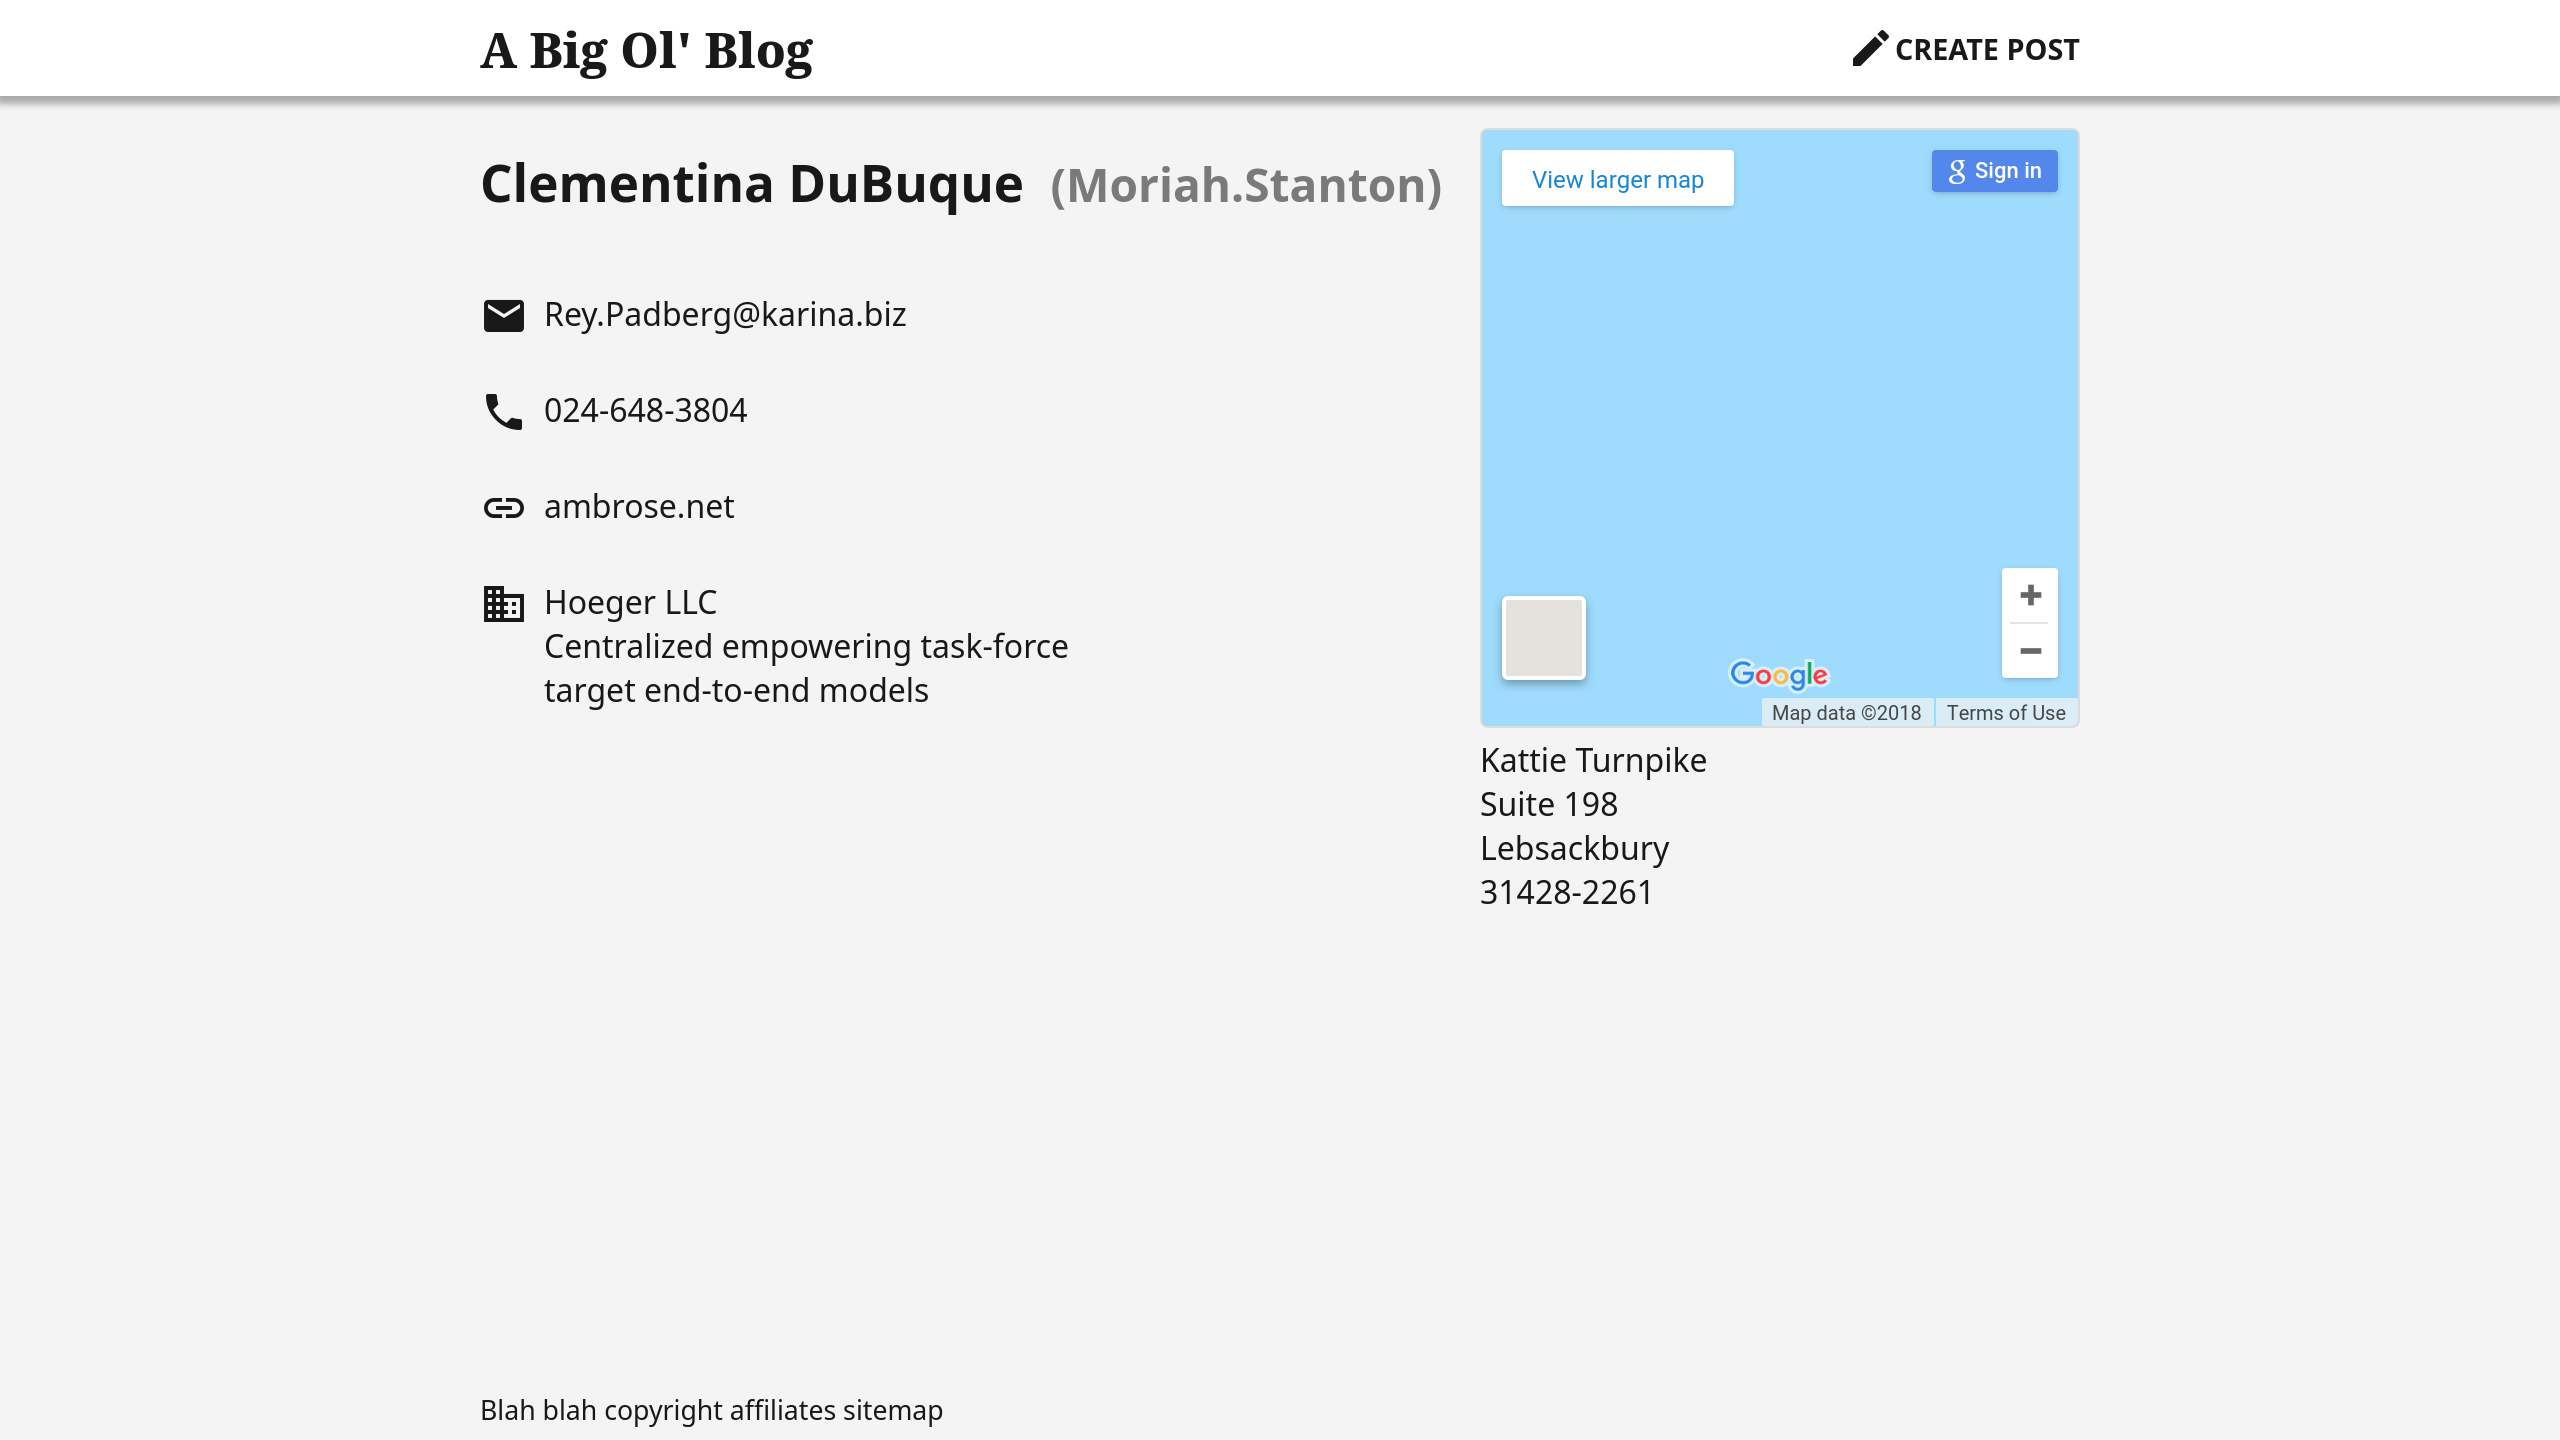 A Big Ol' Blog
CREATE POST
Clementina DuBuque (Moriah.Stanton)
Rey.Padberg@karina.biz
024-648-3804
ambrose.net
Hoeger LLC
Centralized empowering task-force
target end-to-end models
View larger map
Sign in
Google
Map data ©2018
Terms of Use
Kattie Turnpike
Suite 198
Lebsackbury
31428-2261
Blah blah copyright affiliates sitemap